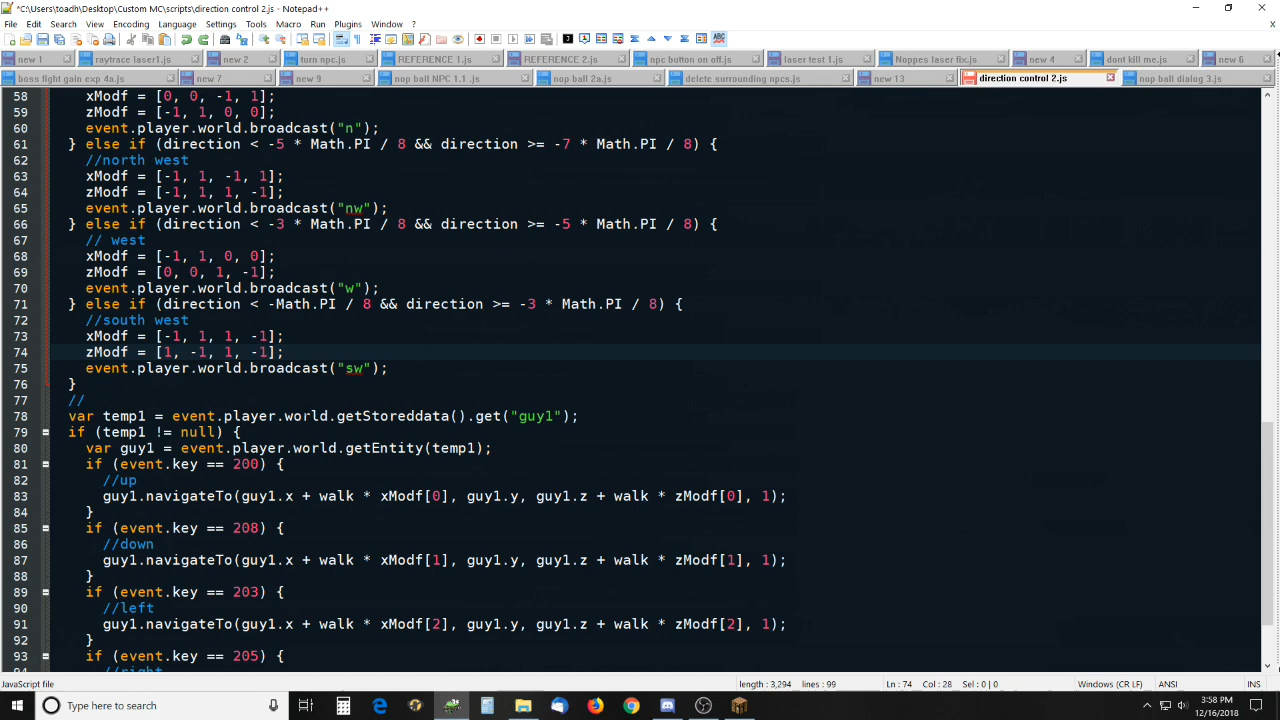 *C:\Users\toadh\Desktop\Custom MC\scripts\direction control 2.js - Notepad++
File Edit Search View Encoding Language Settings Tools Macro Run Plugins Window ? X
new 1 raytrace laser1.js new 2 turn npc.js REFERENCE 1.js REFERENCE 2.js npc button on off.js laser test 1.js Noppes laser fix.js new 4 dont kill me.js new 6
boss fight gain exp 4a.js new 7 new 9 nop ball NPC 1.1 .js nop ball 2a.js delete surrounding npcs.js new 13 direction control 2.js nop ball dialog 3.js
58 xModf = [0, 0, -1, 1];
59 zModf = [-1, 1, 0, 0];
60 event.player.world.broadcast("n");
61 } else if (direction < -5 * Math.PI / 8 && direction >= -7 * Math.PI / 8) {
62 //north west
63 xModf = [-1, 1, -1, 1];
64 zModf = [-1, 1, 1, -1];
65 event.player.world.broadcast("nw");
66 } else if (direction < -3 * Math.PI / 8 && direction >= -5 * Math.PI / 8) {
67 // west
68 xModf = [-1, 1, 0, 0];
69 zModf = [0, 0, 1, -1];
70 event.player.world.broadcast("w");
71 } else if (direction < -Math.PI / 8 && direction >= -3 * Math.PI / 8) {
72 //south west
73 xModf = [-1, 1, 1, -1];
74 zModf = [1, -1, 1, -1];
75 event.player.world.broadcast("sw");
76 }
77 //
78 var temp1 = event.player.world.getStoreddata().get("guy1");
79 if (temp1 != null) {
80 var guy1 = event.player.world.getEntity(temp1);
81 if (event.key == 200) {
82 //up
83 guy1.navigateTo(guy1.x + walk * xModf[0], guy1.y, guy1.z + walk * zModf[0], 1);
84 }
85 if (event.key == 208) {
86 //down
87 guy1.navigateTo(guy1.x + walk * xModf[1], guy1.y, guy1.z + walk * zModf[1], 1);
88 }
89 if (event.key == 203) {
90 //left
91 guy1.navigateTo(guy1.x + walk * xModf[2], guy1.y, guy1.z + walk * zModf[2], 1);
92 }
93 if (event.key == 205) {
94 //right
JavaScript file length : 3,294 lines : 99 Ln : 74 Col : 28 Sel : 0 | 0 Windows (CR LF) ANSI INS
Type here to search
3:58 PM
12/16/2018